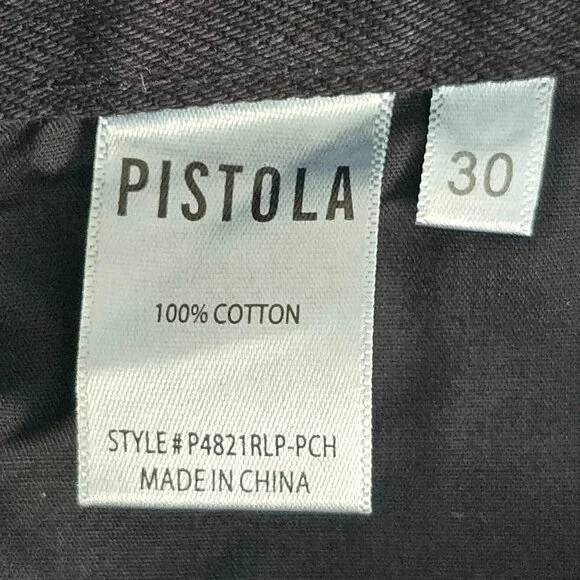 PISTOLA
30
100% COTTON
STYLE # P4821RLP-PCH
MADE IN CHINA